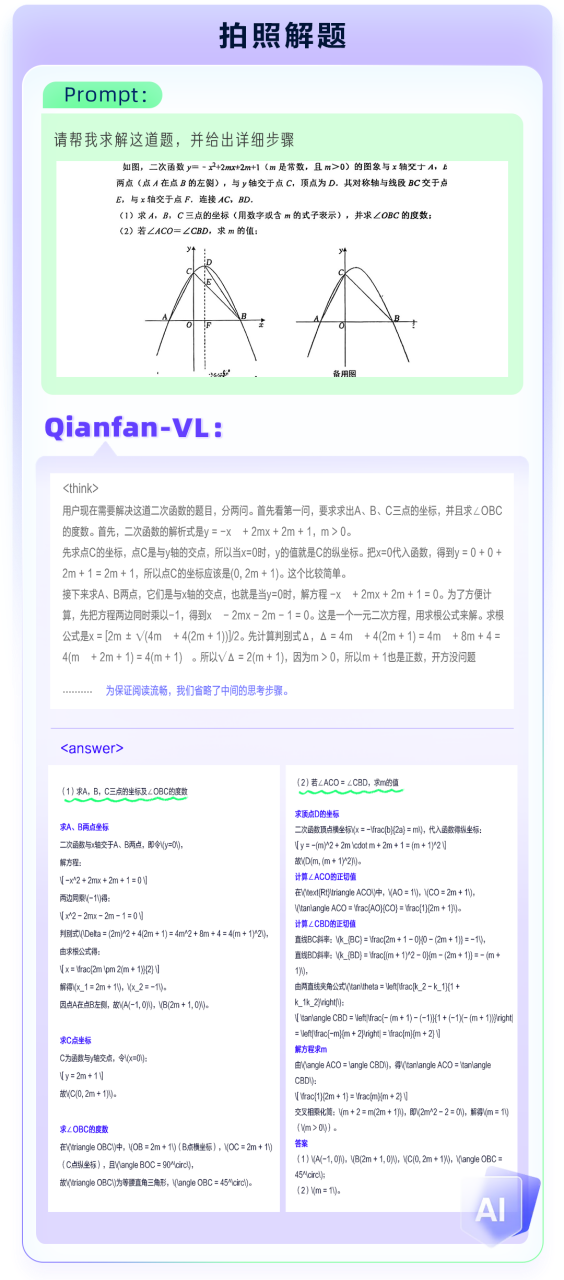 拍照解题
Prompt:
请帮我求解这道题，并给出详细步骤
如图，二次函数 y=﹣x²+2mx+2m+1（m 是常数，且 m＞0）的图象与 x 轴交于 A，B
两点（点 A 在点 B 的左侧），与 y 轴交于点 C，顶点为 D．其对称轴与线段 BC 交于点
E，与 x 轴交于点 F．连接 AC，BD．
（1）求 A，B，C 三点的坐标（用数字或含 m 的式子表示），并求∠OBC 的度数；
（2）若∠ACO＝∠CBD，求 m 的值；
y
D
C
E
A
O
F
B
x
y
C
A
O
B
备用图
Qianfan-VL：
<think>
用户现在需要解决这道二次函数的题目，分两问。首先看第一问，要求求出A、B、C三点的坐标，并且求∠OBC
的度数。首先，二次函数的解析式是y = −x + 2mx + 2m + 1，m > 0。
先求点C的坐标，点C是与y轴的交点，所以当x=0时，y的值就是C的纵坐标。把x=0代入函数，得到y = 0 + 0 +
2m + 1 = 2m + 1，所以点C的坐标应该是(0, 2m + 1)。这个比较简单。
接下来求A、B两点，它们是与x轴的交点，也就是当y=0时，解方程 −x + 2mx + 2m + 1 = 0。为了方便计
算，先把方程两边同时乘以−1，得到x − 2mx − 2m − 1 = 0。这是一个一元二次方程，用求根公式来解。求根
公式是x = [2m ± √(4m + 4(2m + 1))]/2。先计算判别式Δ，Δ = 4m + 4(2m + 1) = 4m + 8m + 4 =
4(m + 2m + 1) = 4(m + 1) 。所以√Δ = 2(m + 1)，因为m > 0，所以m + 1也是正数，开方没问题
.......... 为保证阅读流畅，我们省略了中间的思考步骤。
<answer>
（1）求A，B，C三点的坐标及∠OBC的度数
求A、B两点坐标
二次函数与x轴交于A、B两点，即令\(y=0\)，
解方程：
\[ −x^2 + 2mx + 2m + 1 = 0 \]
两边同乘\(−1\)得：
\[ x^2 − 2mx − 2m − 1 = 0 \]
判别式\(\Delta = (2m)^2 + 4(2m + 1) = 4m^2 + 8m + 4 = 4(m + 1)^2\)，
由求根公式得：
\[ x = \frac{2m \pm 2(m + 1)}{2} \]
解得\(x_1 = 2m + 1\)，\(x_2 = −1\)。
因点A在点B左侧，故\(A(−1, 0)\)，\(B(2m + 1, 0)\)。
求C点坐标
C为函数与y轴交点，令\(x=0\)：
\[ y = 2m + 1 \]
故\(C(0, 2m + 1)\)。
求∠OBC的度数
在\(\triangle OBC\)中，\(OB = 2m + 1\)（B点横坐标），\(OC = 2m + 1\)
（C点纵坐标），且\(\angle BOC = 90^\circ\)，
故\(\triangle OBC\)为等腰直角三角形，\(\angle OBC = 45^\circ\)。
（2）若∠ACO = ∠CBD，求m的值
求顶点D的坐标
二次函数顶点横坐标\(x = −\frac{b}{2a} = m\)，代入函数得纵坐标：
\[ y = −(m)^2 + 2m \cdot m + 2m + 1 = (m + 1)^2 \]
故\(D(m, (m + 1)^2)\)。
计算∠ACO的正切值
在\(\text{Rt}\triangle ACO\)中，\(AO = 1\)，\(CO = 2m + 1\)，
\(\tan\angle ACO = \frac{AO}{CO} = \frac{1}{2m + 1}\)。
计算∠CBD的正切值
直线BC斜率：\(k_{BC} = \frac{2m + 1 − 0}{0 − (2m + 1)} = −1\)，
直线BD斜率：\(k_{BD} = \frac{(m + 1)^2 − 0}{m − (2m + 1)} = − (m +
1)\)，
由两直线夹角公式\(\tan\theta = \left|\frac{k_2 − k_1}{1 +
k_1k_2}\right|\)：
\[ \tan\angle CBD = \left|\frac{− (m + 1) − (−1)}{1 + (−1)(− (m + 1))}\right|
= \left|\frac{−m}{m + 2}\right| = \frac{m}{m + 2} \]
解方程求m
由\(\angle ACO = \angle CBD\)，得\(\tan\angle ACO = \tan\angle
CBD\)：
\[ \frac{1}{2m + 1} = \frac{m}{m + 2} \]
交叉相乘化简：\(m + 2 = m(2m + 1)\)，即\(2m^2 − 2 = 0\)，解得\(m = 1\)
（\(m > 0\)）。
答案
（1）\(A(−1, 0)\)，\(B(2m + 1, 0)\)，\(C(0, 2m + 1)\)，\(\angle OBC =
45^\circ\)；
（2）\(m = 1\)。
AI